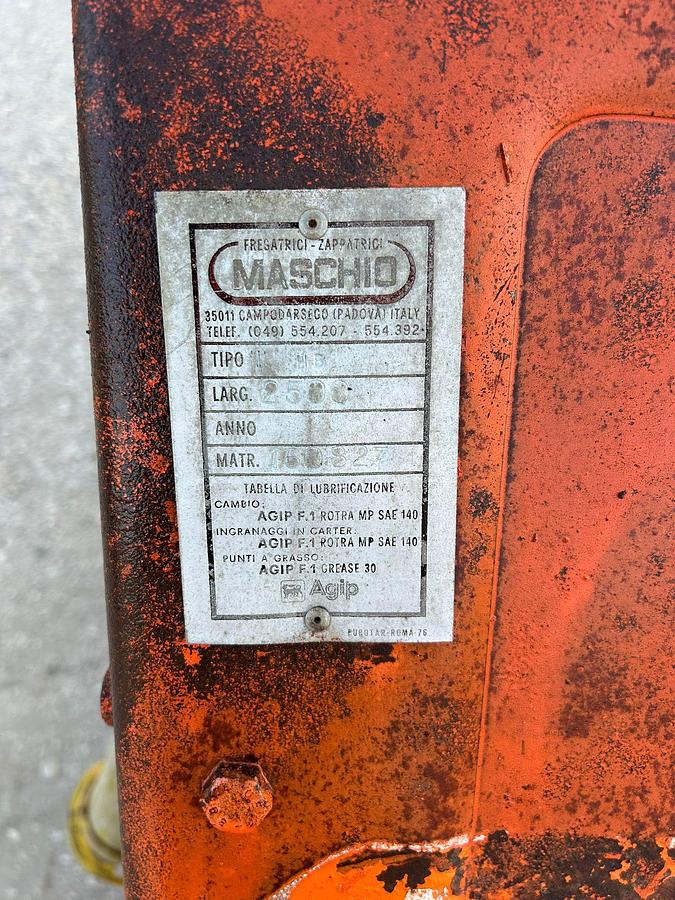 FRESATRICI - ZAPPATRICI
MASCHIO
35011 CAMPODARSEGO (PADOVA) ITALY
TELEF. (049) 554.207 - 554.392
TIPO
LARG. 2500
ANNO
MATR.
TABELLA DI LUBRIFICAZIONE
CAMBIO:
AGIP F.1 ROTRA MP SAE 140
INGRANAGGI IN CARTER:
AGIP F.1 ROTRA MP SAE 140
PUNTI A GRASSO:
AGIP F.1 GREASE 30
Agip
PUBOTAR-ROMA-76